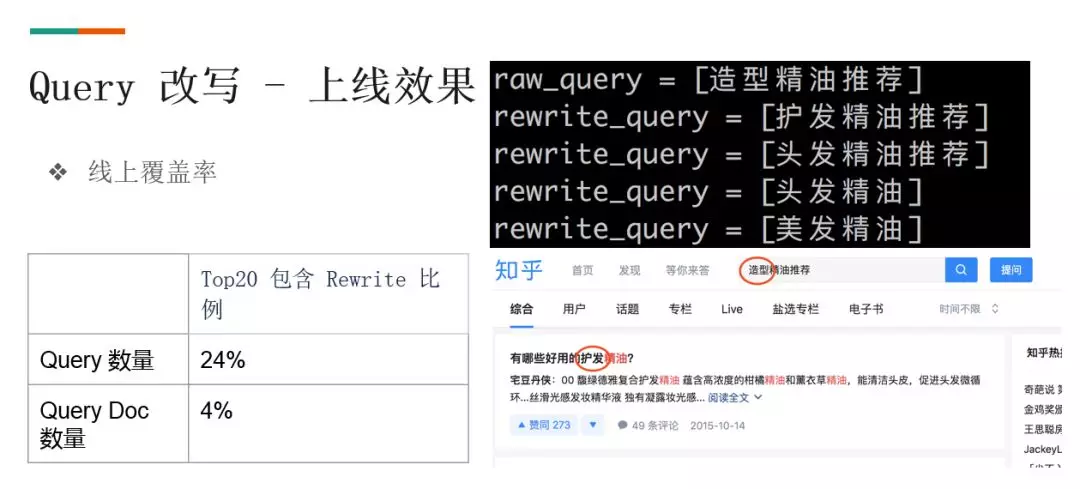 Query 改写 - 上线效果
❖ 线上覆盖率
Top20 包含 Rewrite 比
例
Query 数量
24%
Query Doc
数量
4%
raw_query = [造型精油推荐]
rewrite_query = [护发精油推荐]
rewrite_query = [头发精油推荐]
rewrite_query = [头发精油]
rewrite_query = [美发精油]
知乎 首页 发现 等你来答 造型精油推荐 提问
综合 用户 话题 专栏 Live 盐选专栏 电子书 时间不限
有哪些好用的护发精油?
宅豆丹侠：00 馥绿德雅复合护发精油 蕴含高浓度的柑橘精油和薰衣草精油，能清洁头皮，促进头发微循
环...丝滑光感发妆精华液 独有凝露妆光感... 阅读全文
赞同 273 49 条评论 2015-10-14
知乎热
奇葩说 第
金鸡奖颁
王思聪房
JackeyL